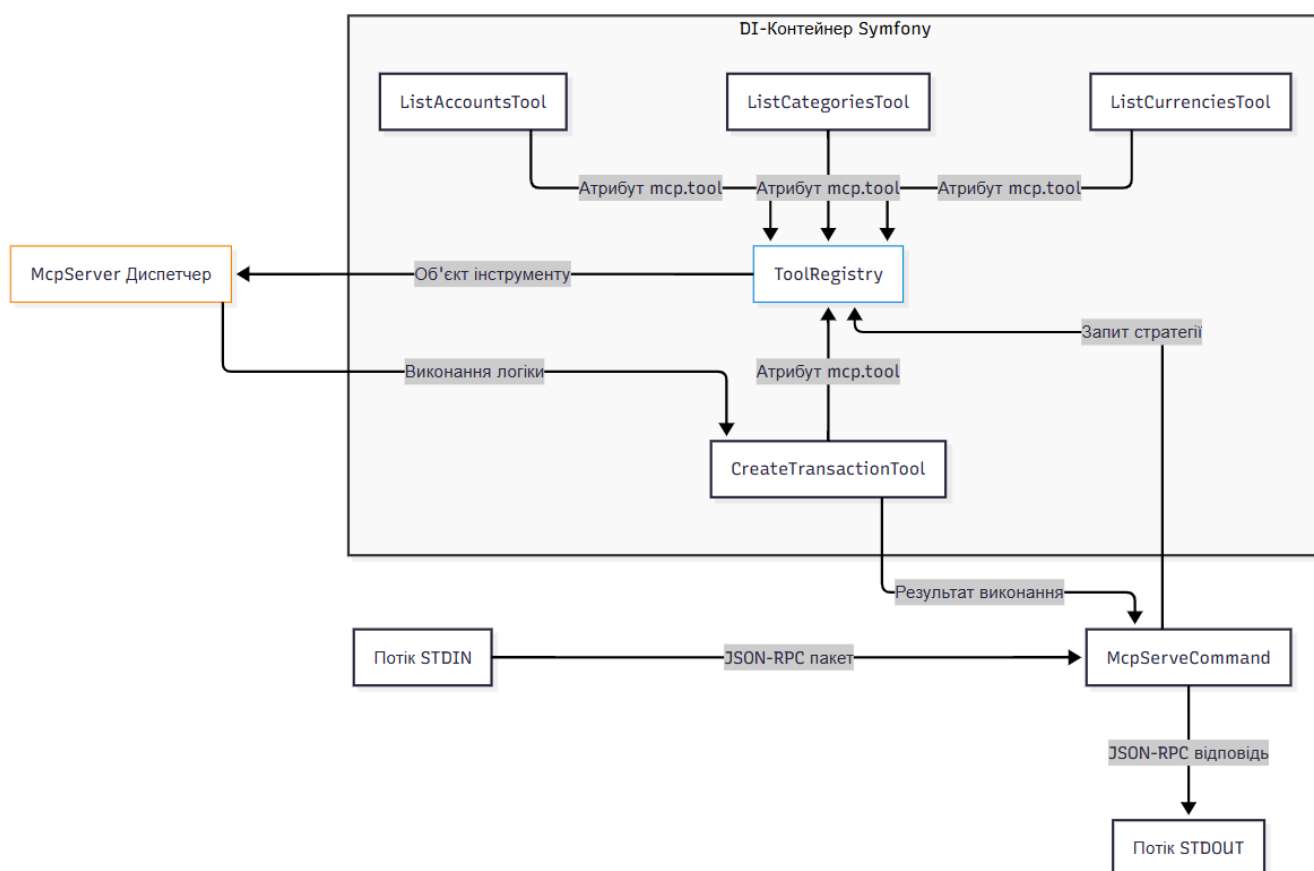 DI-Контейнер Symfony
ListAccountsTool
ListCategoriesTool
ListCurrenciesTool
Атрибут mcp.tool
Атрибут mcp.tool
Атрибут mcp.tool
McpServer Диспетчер
Об'єкт інструменту
ToolRegistry
Запит стратегії
Виконання логіки
Атрибут mcp.tool
CreateTransactionTool
Результат виконання
Потік STDIN
JSON-RPC пакет
McpServeCommand
JSON-RPC відповідь
Потік STDOUT